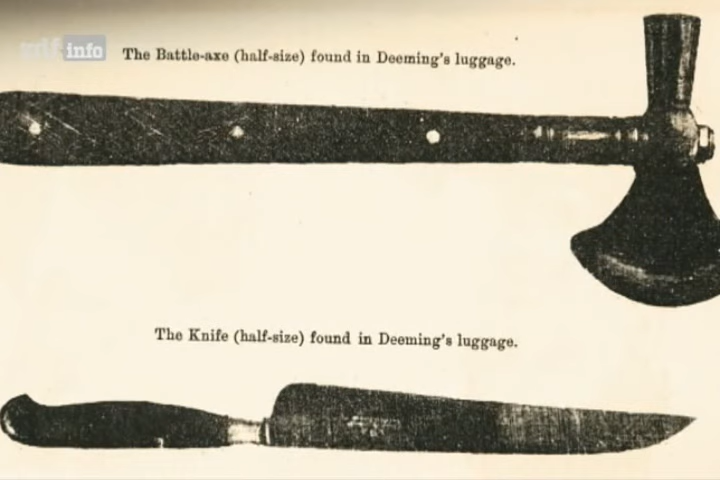 zdf info
The Battle-axe (half-size) found in Deeming's luggage.
The Knife (half-size) found in Deeming's luggage.